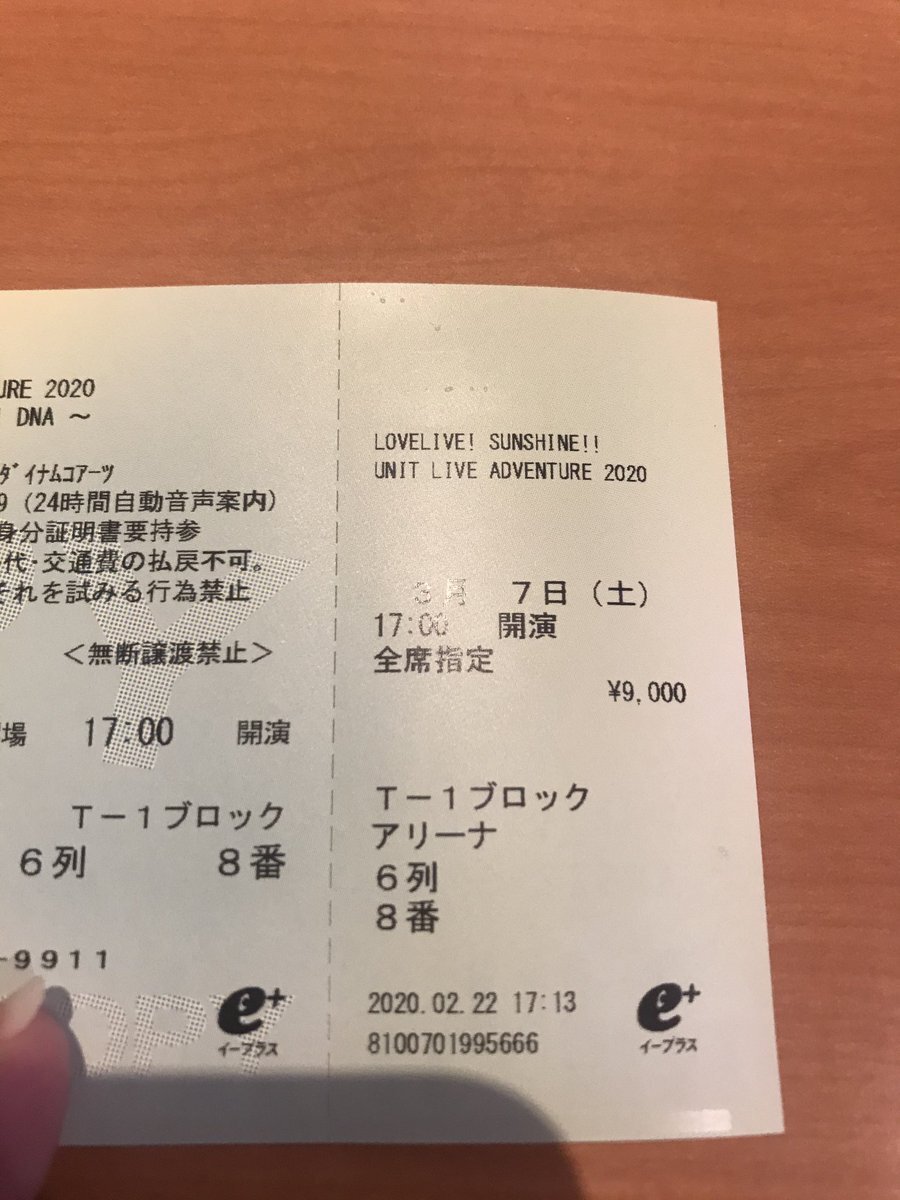 URE 2020
DNA ～
ﾀﾞｲﾅﾑｺｱｰﾂ
9 (24時間自動音声案内)
身分証明書要持参
代･交通費の払戻不可。
それを試みる行為禁止
＜無断譲渡禁止＞
場 17:00 開演
Ｔ－１ブロック
６列 ８番
-9911
COPY
e+
イープラス
LOVELIVE! SUNSHINE!!
UNIT LIVE ADVENTURE 2020
３月 ７日（土）
17:00 開演
全席指定
¥9,000
Ｔ－１ブロック
アリーナ
６列
８番
2020.02.22 17:13
8100701995666
e+
イープラス